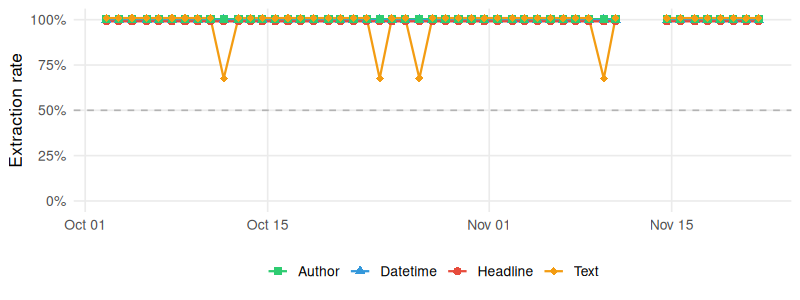 Extraction rate
100%
75%
50%
25%
0%
Oct 01 Oct 15 Nov 01 Nov 15
Author Datetime Headline Text